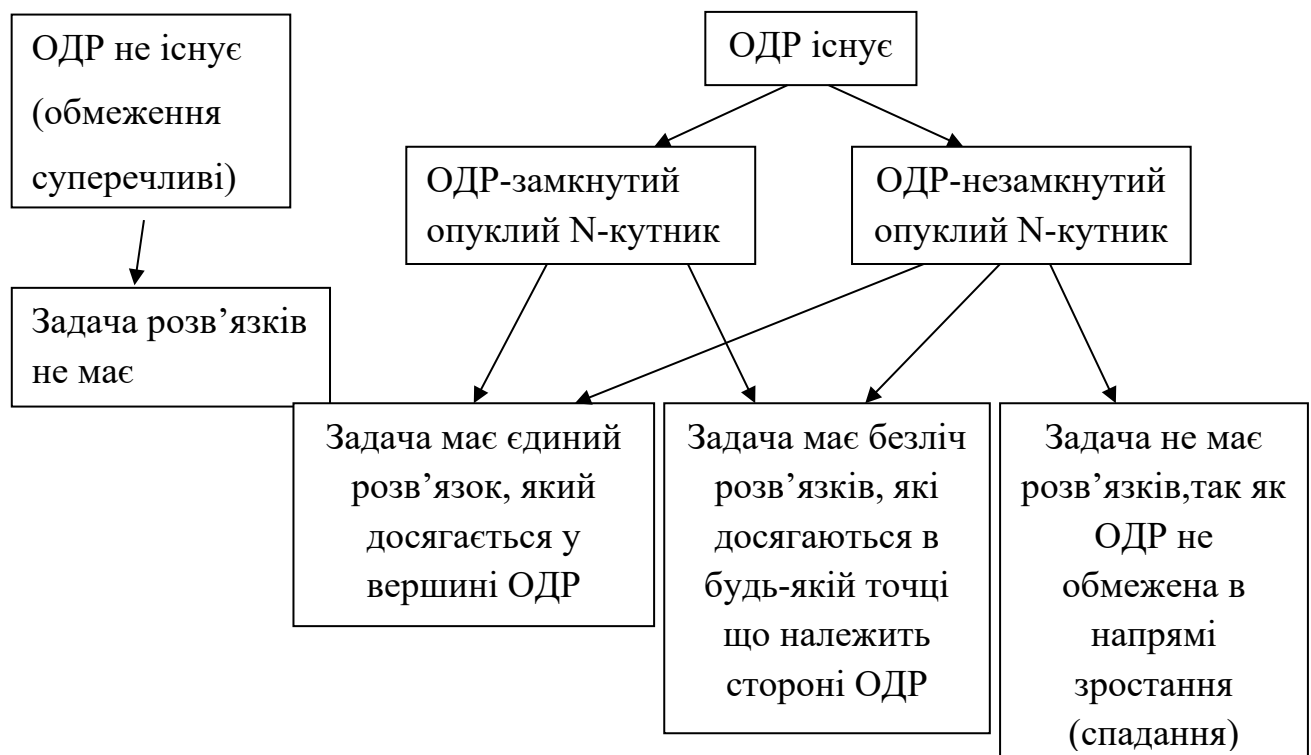 ОДР не існує
(обмеження
суперечливі)
ОДР існує
ОДР-замкнутий
опуклий N-кутник
ОДР-незамкнутий
опуклий N-кутник
Задача розв’язків
не має
Задача має єдиний
розв’язок, який
досягається у
вершині ОДР
Задача має безліч
розв’язків, які
досягаються в
будь-якій точці
що належить
стороні ОДР
Задача не має
розв’язків,так як
ОДР не
обмежена в
напрямі
зростання
(спадання)